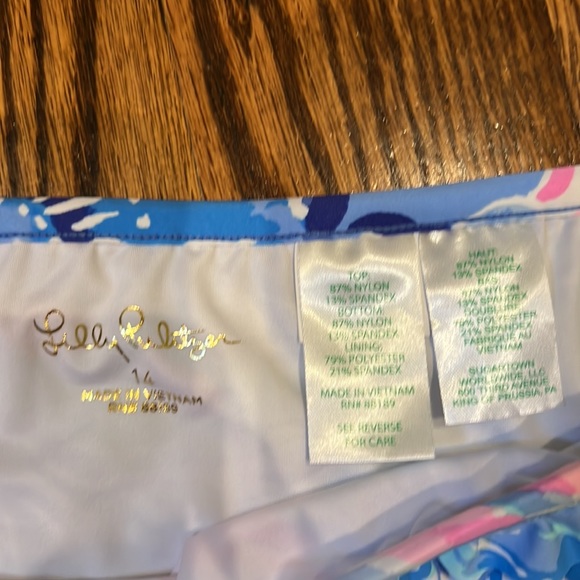 Lilly Pulitzer
14
MADE IN VIETNAM
RN# 88189
TOP:
87% NYLON
13% SPANDEX
BOTTOM:
87% NYLON
13% SPANDEX
LINING:
79% POLYESTER
21% SPANDEX
MADE IN VIETNAM
RN# 88189
SEE REVERSE
FOR CARE
HAUT:
87% NYLON
13% SPANDEX
BAS:
87% NYLON
13% SPANDEX
DOUBLURE:
79% POLYESTER
21% SPANDEX
FABRIQUÉ AU
VIETNAM
SUGARTOWN
WORLDWIDE, LLC
800 THIRD AVENUE
KING OF PRUSSIA, PA